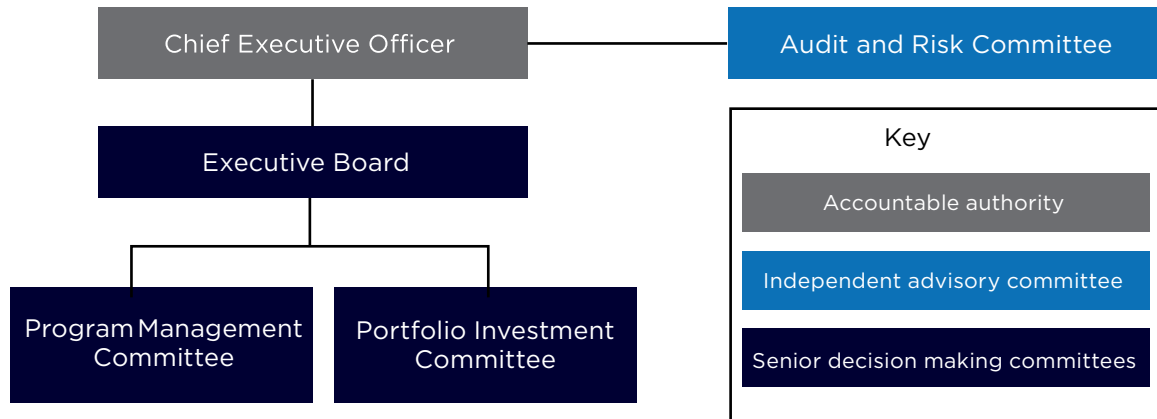 Chief Executive Officer
Audit and Risk Committee
Executive Board
Program Management
Committee
Portfolio Investment
Committee
Key
Accountable authority
Independent advisory committee
Senior decision making committees